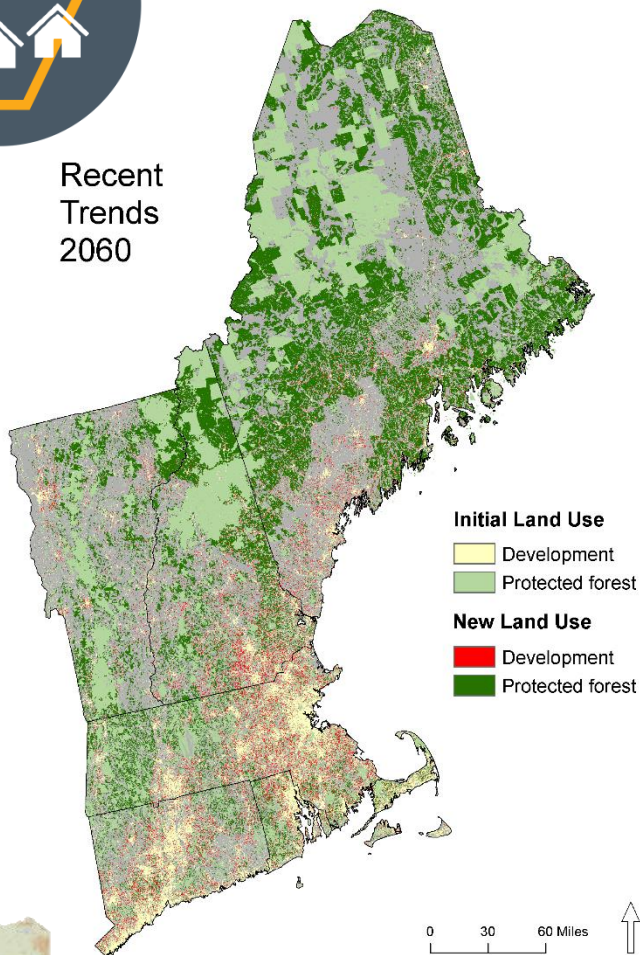 Recent
Trends
2060
Initial Land Use
Development
Protected forest
New Land Use
Development
Protected forest
0 30 60 Miles